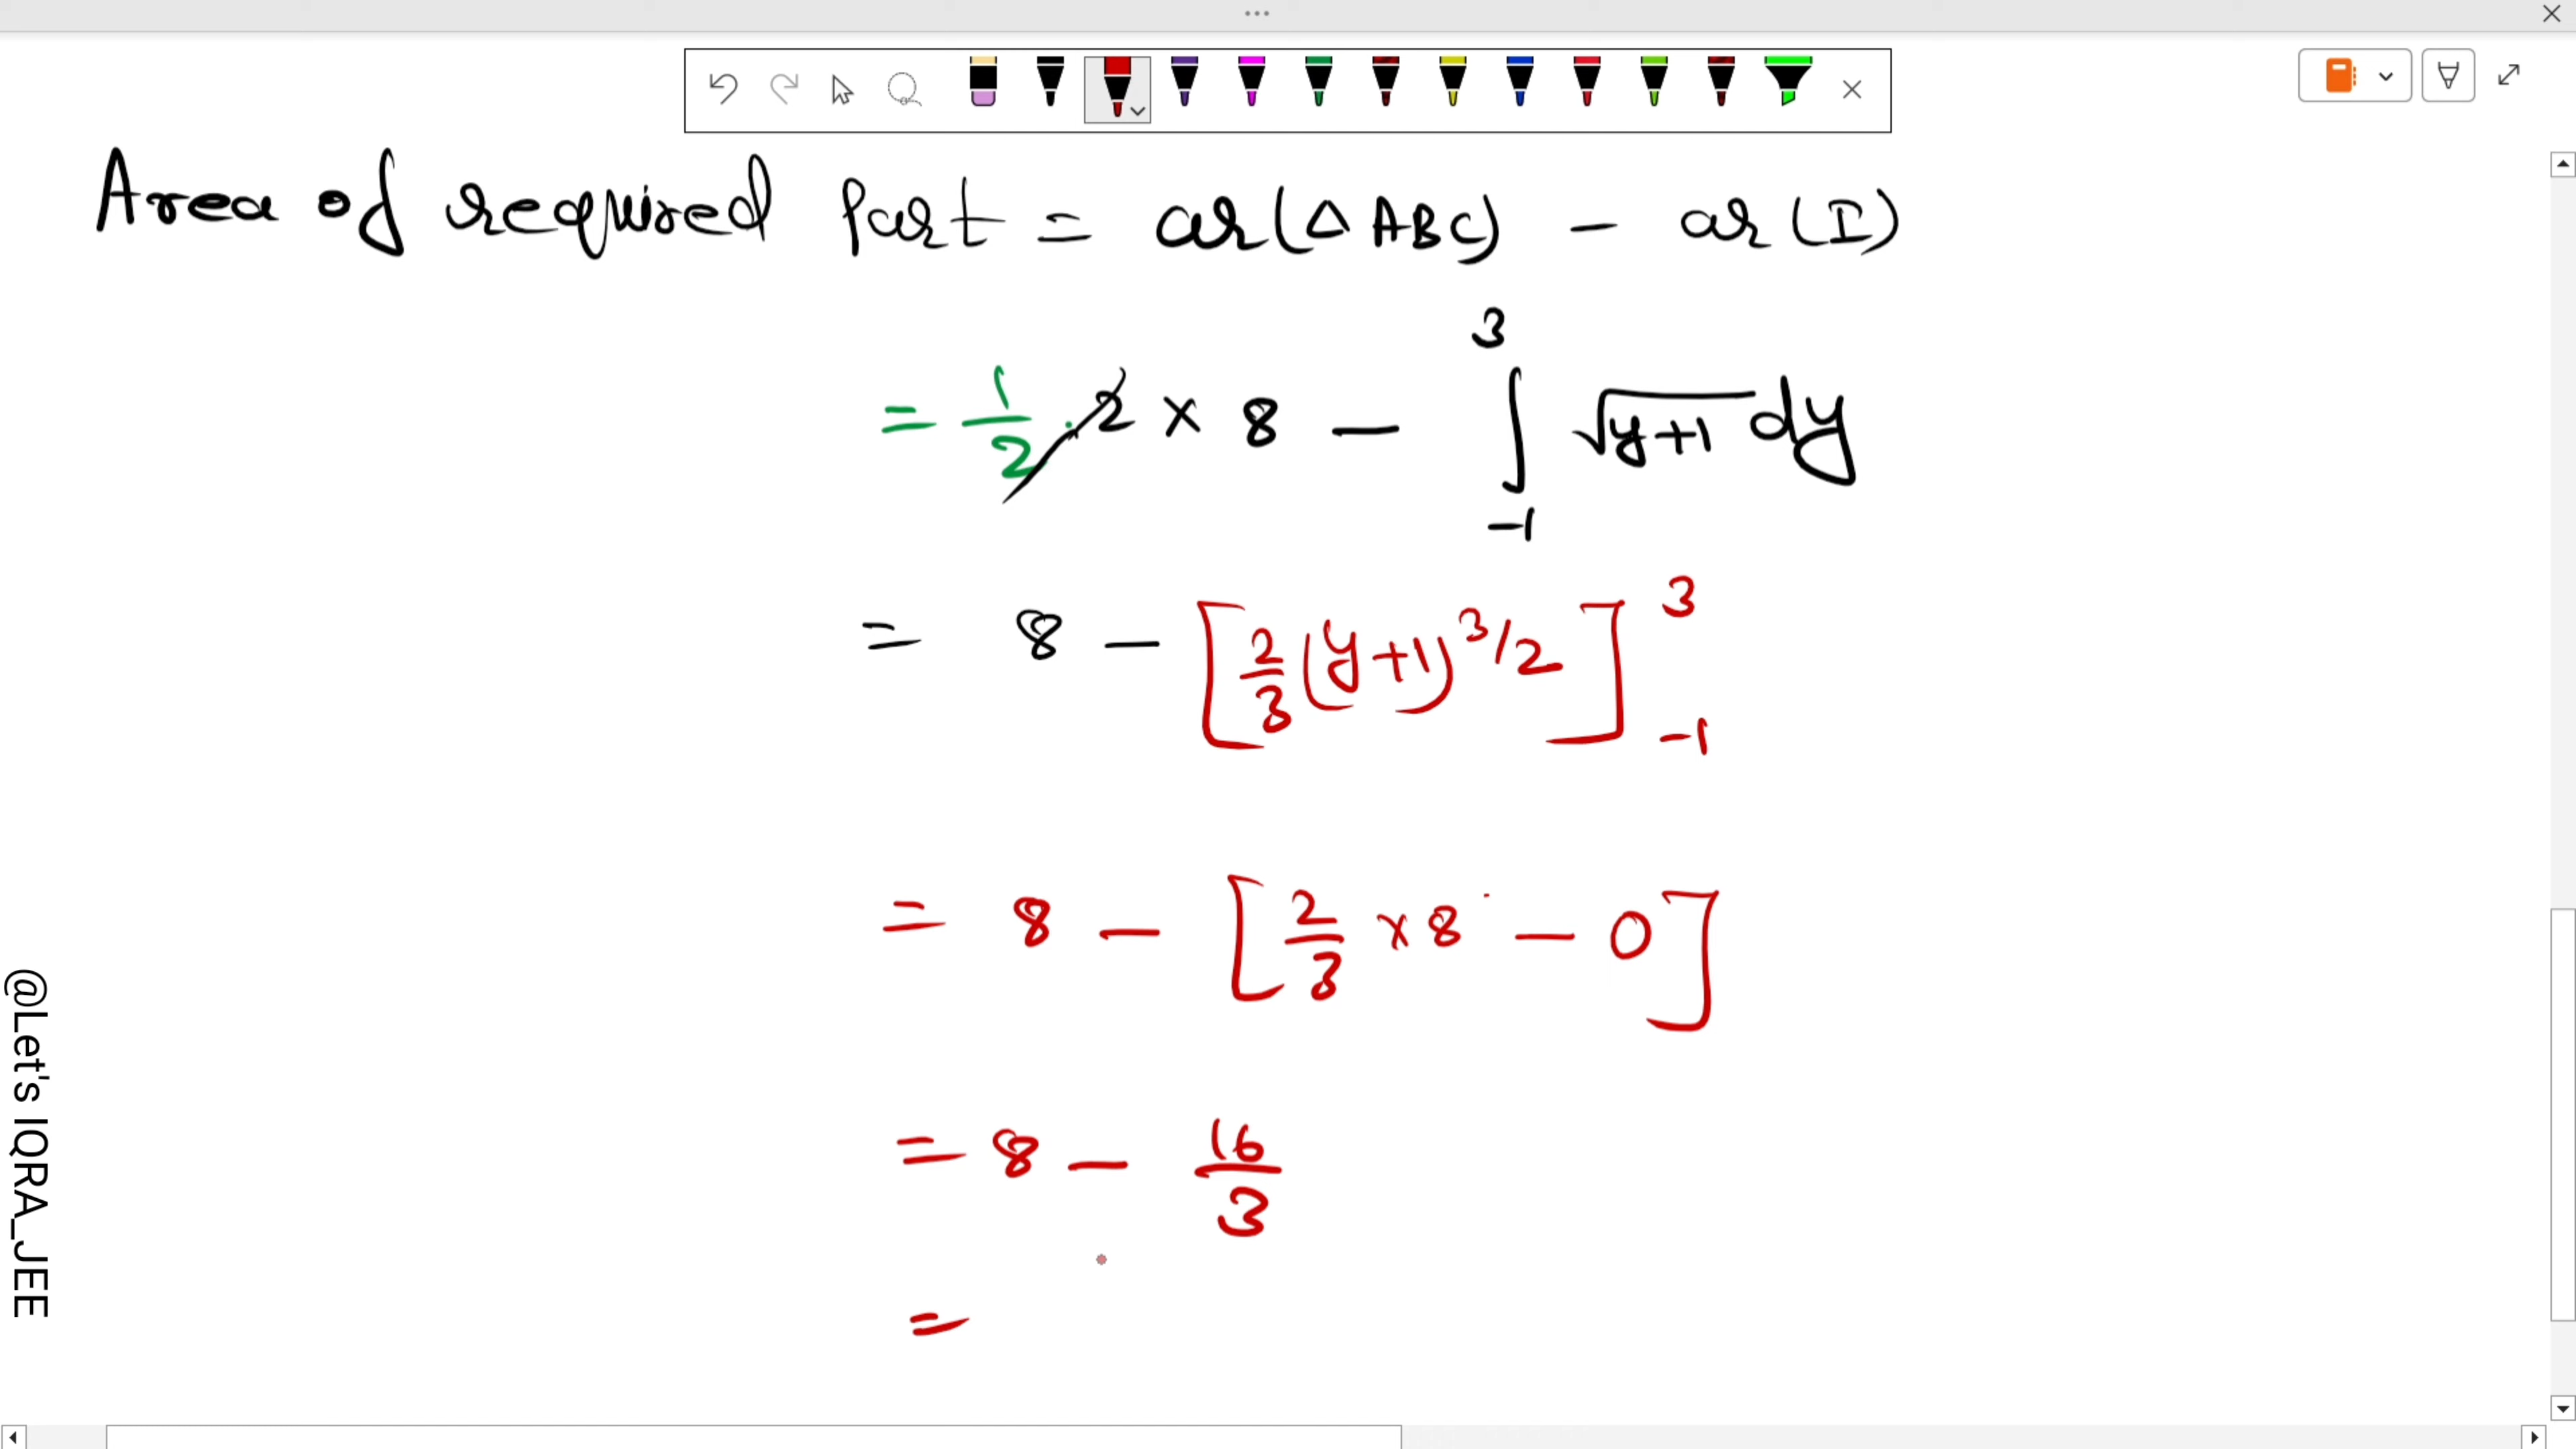 Area of required Part = ar(△ABC) − ar(I)
= 1/2 · 2 × 8 − ∫_{-1}^{3} √(y+1) dy
= 8 − [2/3 (y+1)^{3/2}]_{-1}^{3}
= 8 − [2/3 × 8 − 0]
= 8 − 16/3
=
@Let's IQRA_JEE